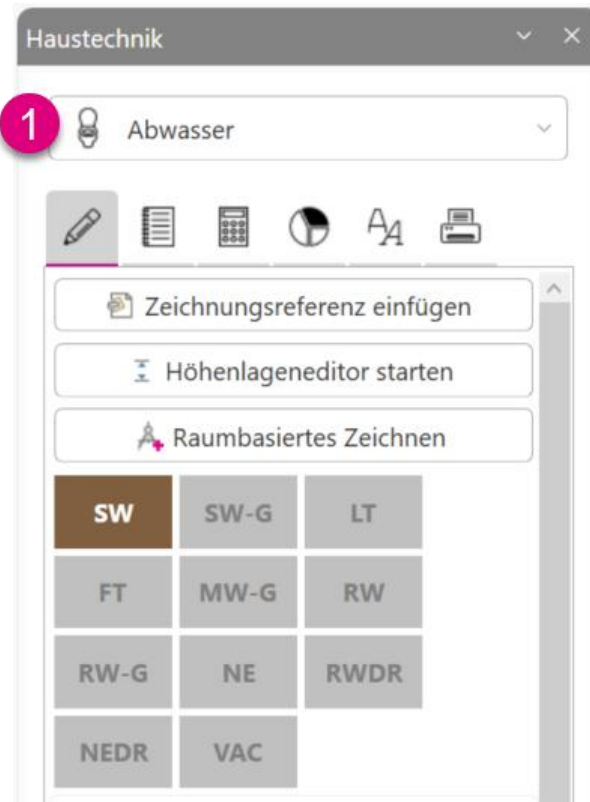 Haustechnik
1
Abwasser
AA
Zeichnungsreferenz einfügen
Höhenlageneditor starten
Raumbasiertes Zeichnen
SW SW-G LT
FT MW-G RW
RW-G NE RWDR
NEDR VAC